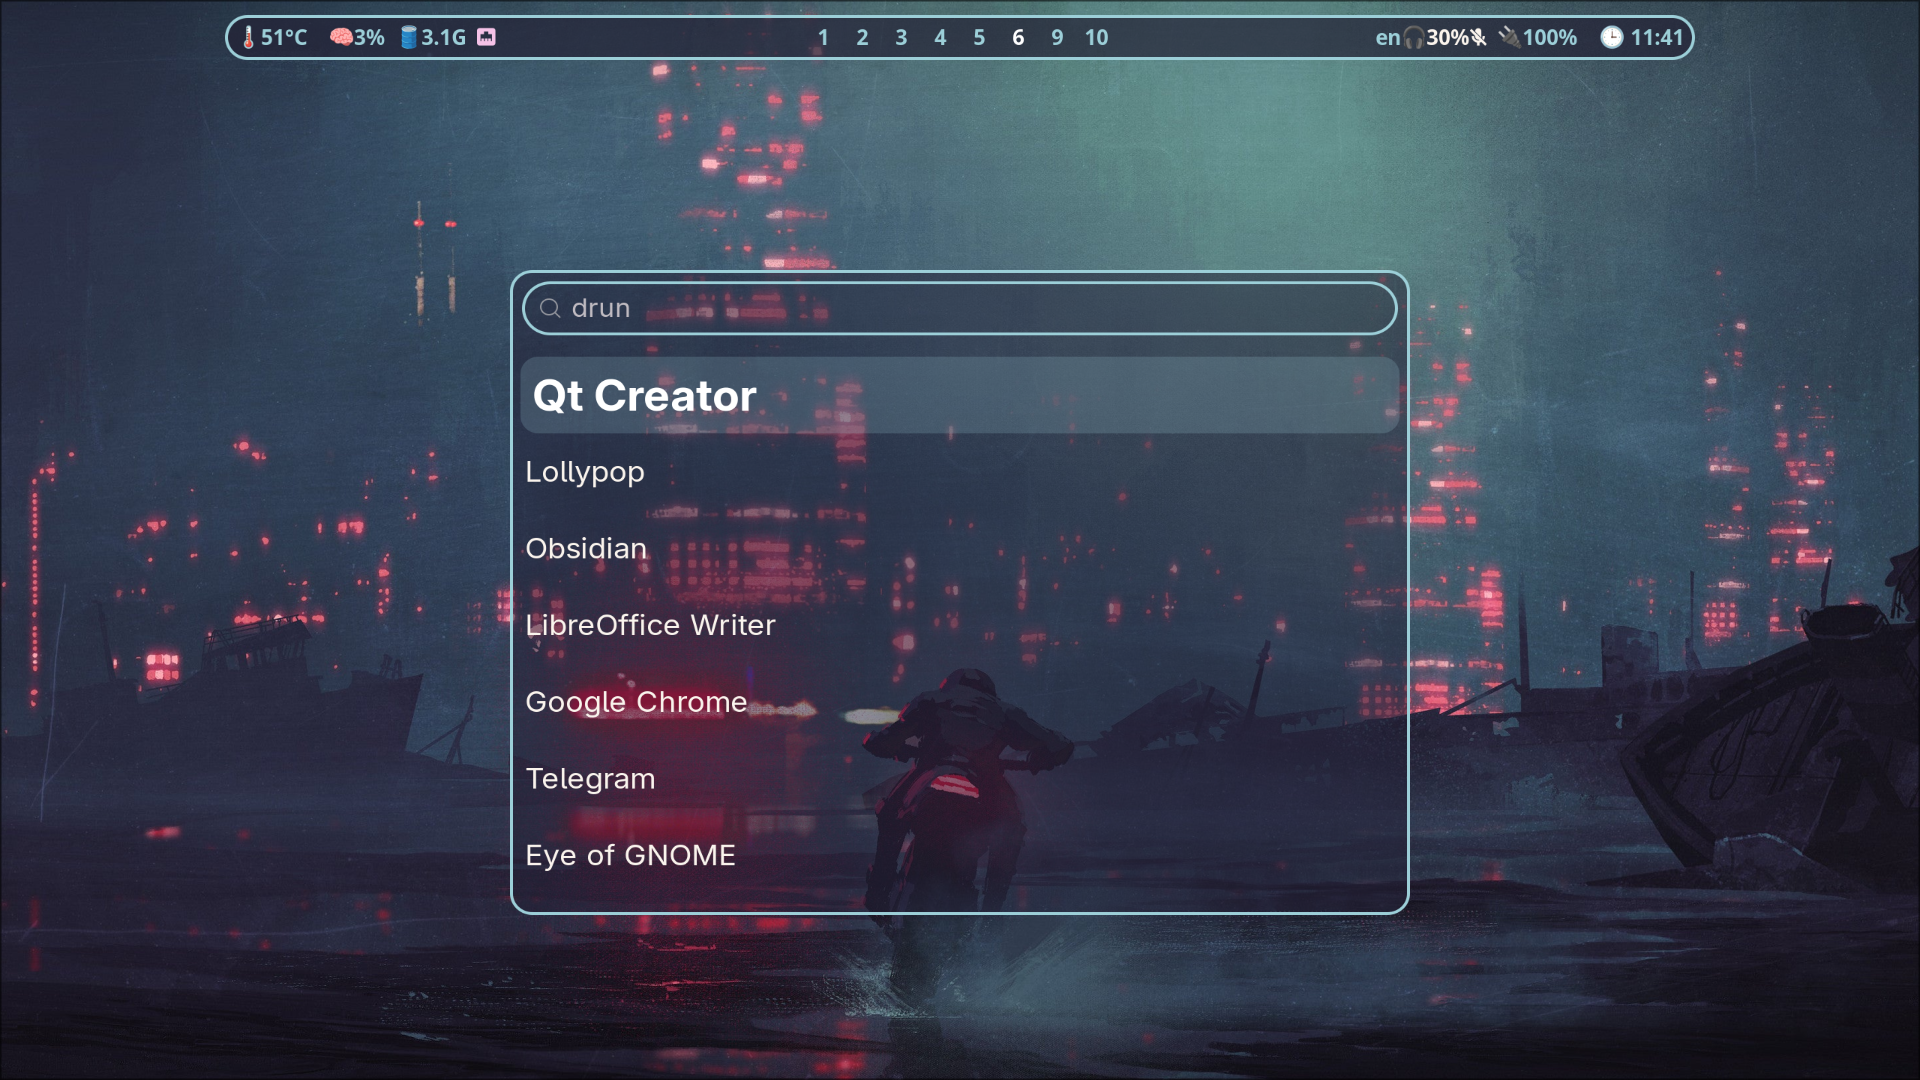 51°C 3% 3.1G 1 2 3 4 5 6 9 10 en 30% 100% 11:41
drun
Qt Creator
Lollypop
Obsidian
LibreOffice Writer
Google Chrome
Telegram
Eye of GNOME